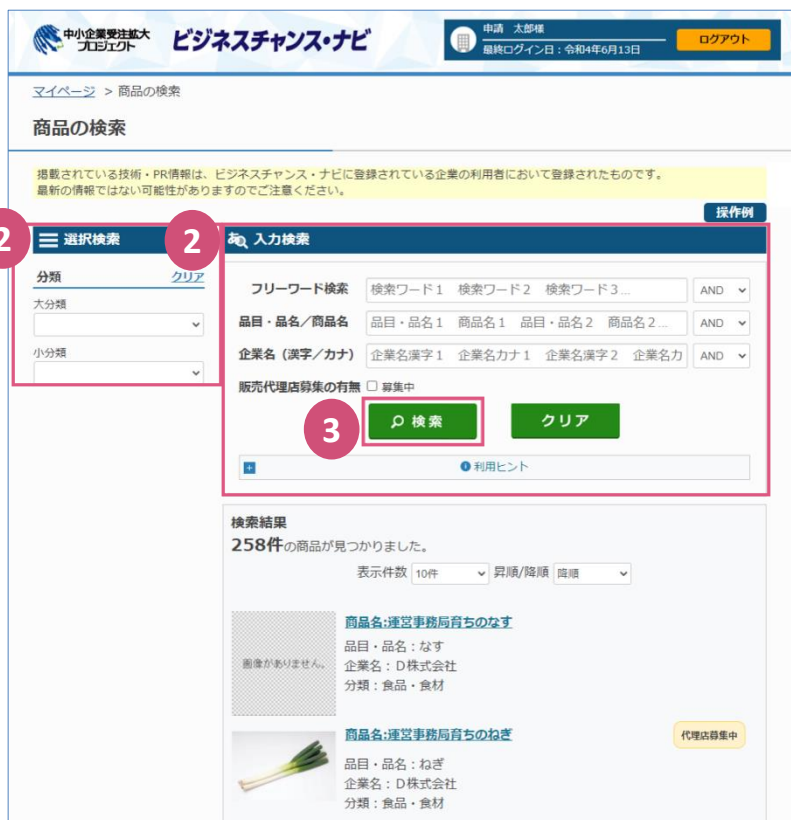 中小企業受注拡大
プロジェクト
ビジネスチャンス・ナビ
申請 太郎様
最終ログイン日：令和4年6月13日
ログアウト
マイページ > 商品の検索
商品の検索
掲載されている技術・PR情報は、ビジネスチャンス・ナビに登録されている企業の利用者において登録されたものです。
最新の情報ではない可能性がありますのでご注意ください。
操作例
2
選択検索
分類 クリア
大分類
小分類
2
あ 入力検索
フリーワード検索 検索ワード1 検索ワード2 検索ワード3... AND
品目・品名／商品名 品目・品名1 商品名1 品目・品名2 商品名2... AND
企業名（漢字／カナ） 企業名漢字1 企業名カナ1 企業名漢字2 企業名カ AND
販売代理店募集の有無 募集中
3
検索 クリア
利用ヒント
検索結果
258件の商品が見つかりました。
表示件数 10件 昇順/降順 降順
画像がありません。
商品名:運営事務局育ちのなす
品目・品名：なす
企業名：D株式会社
分類：食品・食材
商品名:運営事務局育ちのねぎ
代理店募集中
品目・品名：ねぎ
企業名：D株式会社
分類：食品・食材